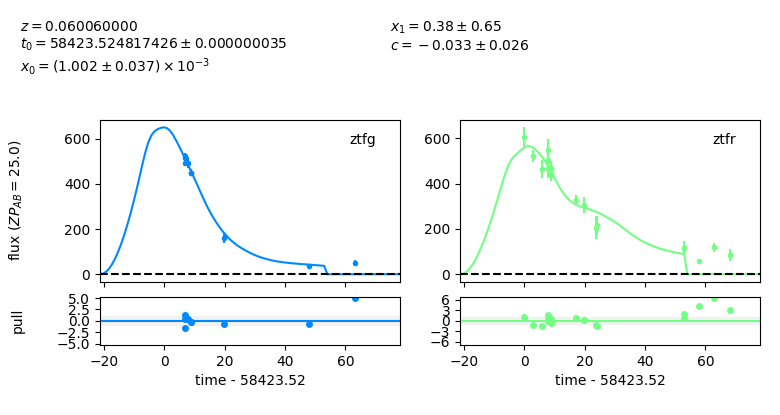 z = 0.060060000
t₀ = 58423.524817426 ± 0.000000035
x₀ = (1.002 ± 0.037) × 10⁻³
x₁ = 0.38 ± 0.65
c = −0.033 ± 0.026
flux (ZP_AB = 25.0)
600
400
200
0
ztfg
600
400
200
0
ztfr
pull
5.0
2.5
0.0
−2.5
−5.0
−20 0 20 40 60
time - 58423.52
6
3
0
−3
−6
−20 0 20 40 60
time - 58423.52